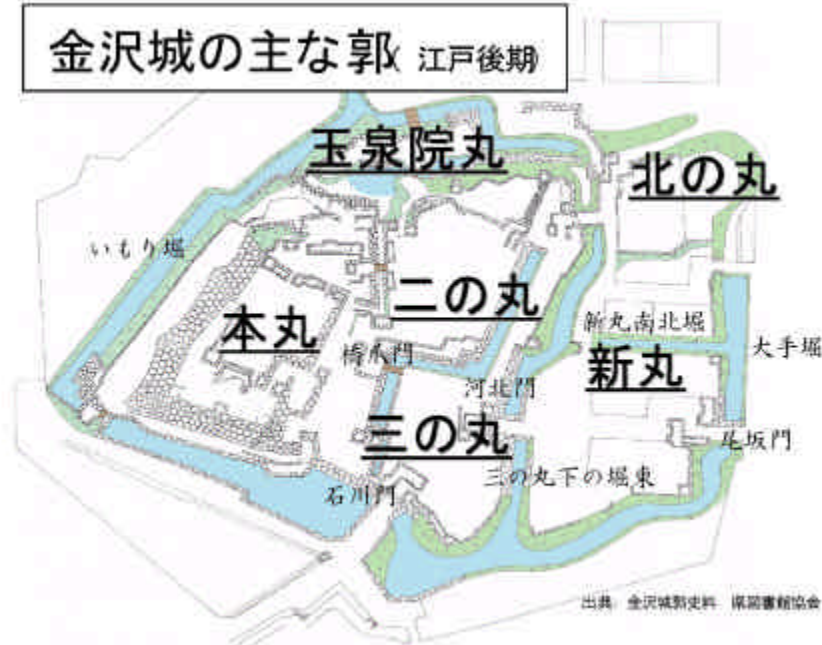 金沢城の主な郭(江戸後期)
玉泉院丸
北の丸
いもり堀
二の丸
本丸
新丸南北堀
大手堀
橋爪門
新丸
河北門
三の丸
尾坂門
三の丸下の堀東
石川門
出典 金沢城郭史料 県図書館協会